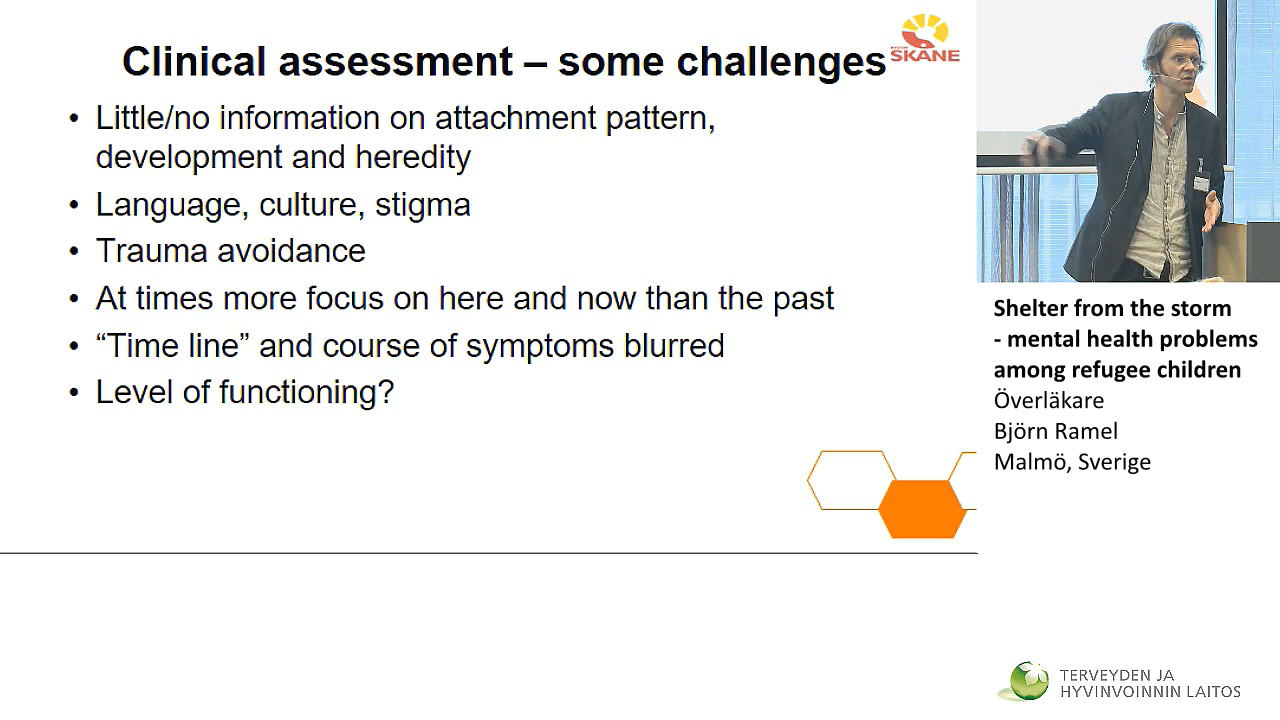 Clinical assessment – some challenges
SKÅNE
• Little/no information on attachment pattern,
development and heredity
• Language, culture, stigma
• Trauma avoidance
• At times more focus on here and now than the past
• “Time line” and course of symptoms blurred
• Level of functioning?
Shelter from the storm
- mental health problems
among refugee children
Överläkare
Björn Ramel
Malmö, Sverige
TERVEYDEN JA
HYVINVOINNIN LAITOS